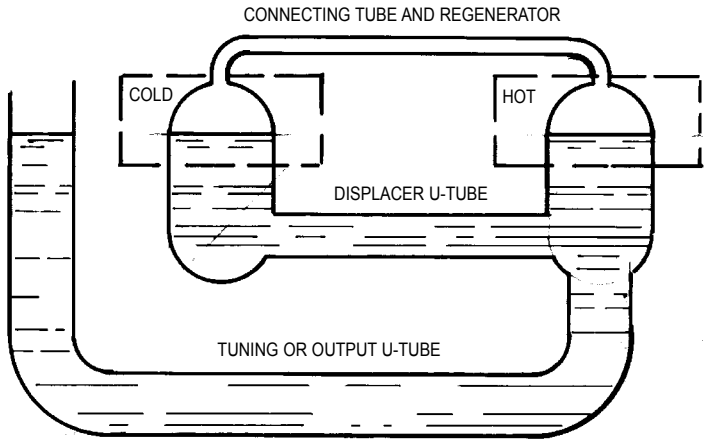 CONNECTING TUBE AND REGENERATOR
COLD
HOT
DISPLACER U-TUBE
TUNING OR OUTPUT U-TUBE